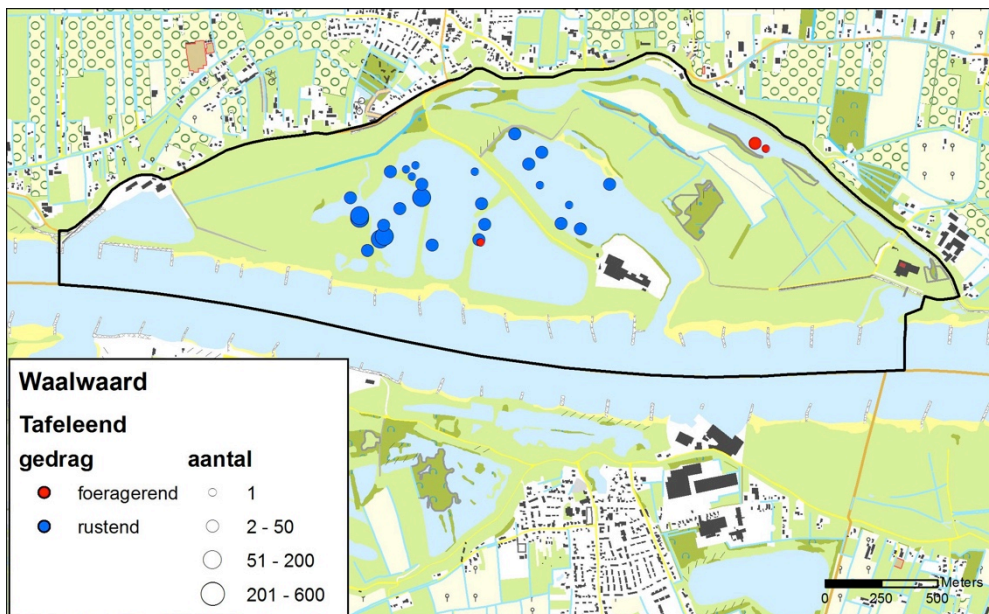 Waalwaard
Tafeleend
gedrag aantal
foeragerend 1
rustend 2 - 50
51 - 200
201 - 600
Meters
0 250 500